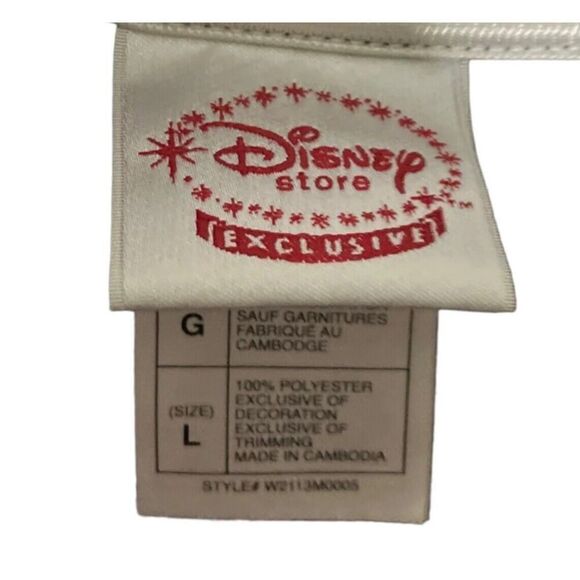 Disney
store
EXCLUSIVE
G
SAUF GARNITURES
FABRIQUÉ AU
CAMBODGE
(SIZE)
L
100% POLYESTER
EXCLUSIVE OF
DECORATION
EXCLUSIVE OF
TRIMMING
MADE IN CAMBODIA
STYLE# W2113M0005